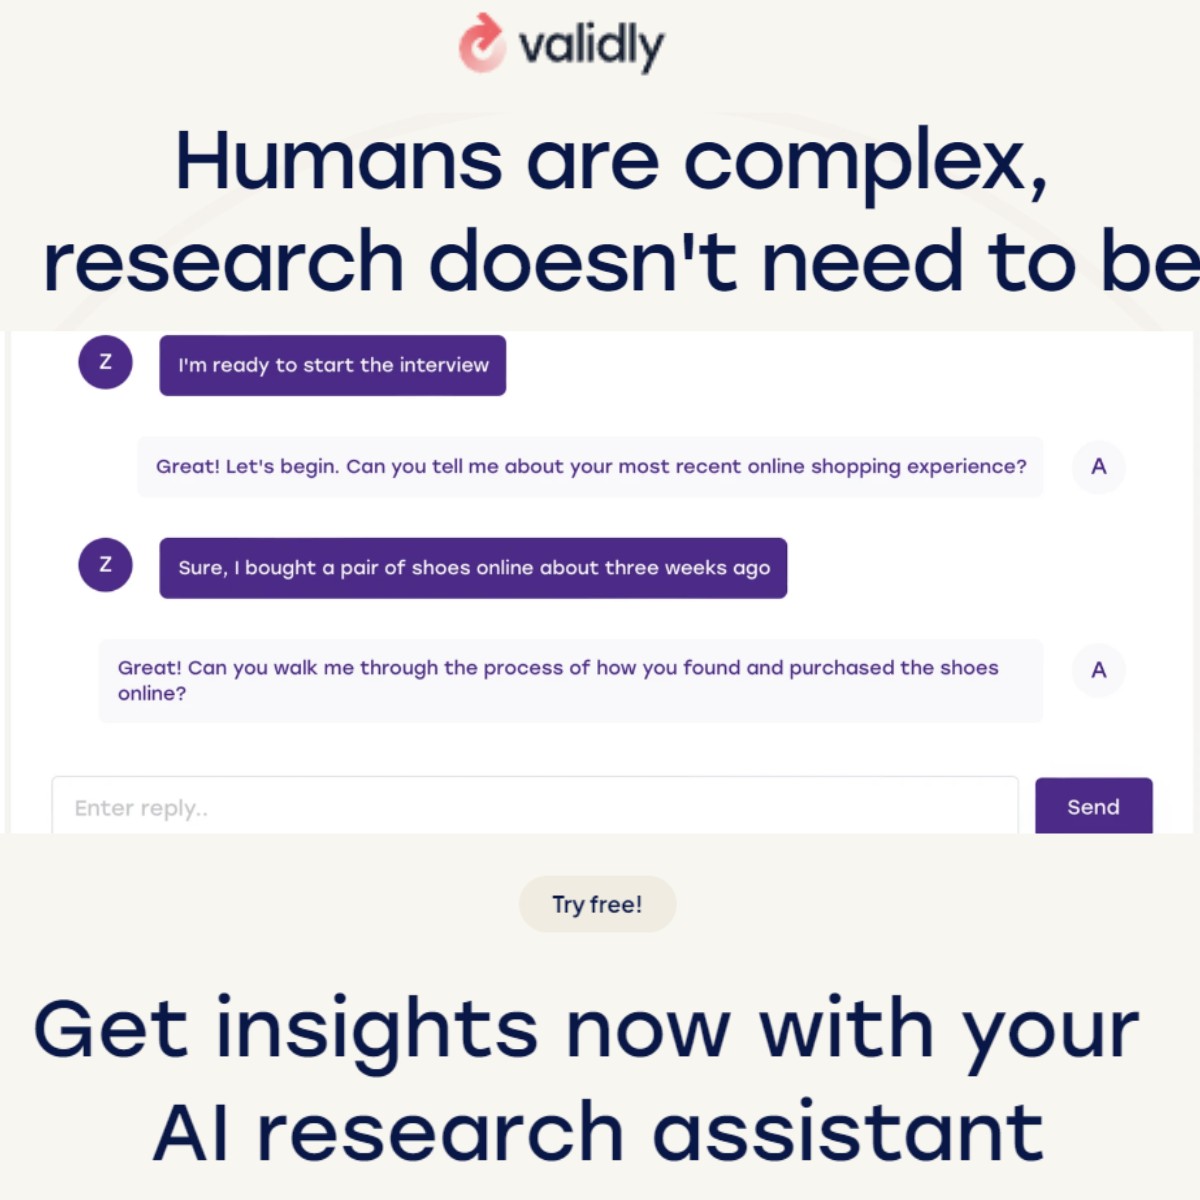 validly
Humans are complex,
research doesn't need to be
Z
I'm ready to start the interview
Great! Let's begin. Can you tell me about your most recent online shopping experience?
A
Z
Sure, I bought a pair of shoes online about three weeks ago
Great! Can you walk me through the process of how you found and purchased the shoes
online?
A
Enter reply..
Send
Try free!
Get insights now with your
AI research assistant